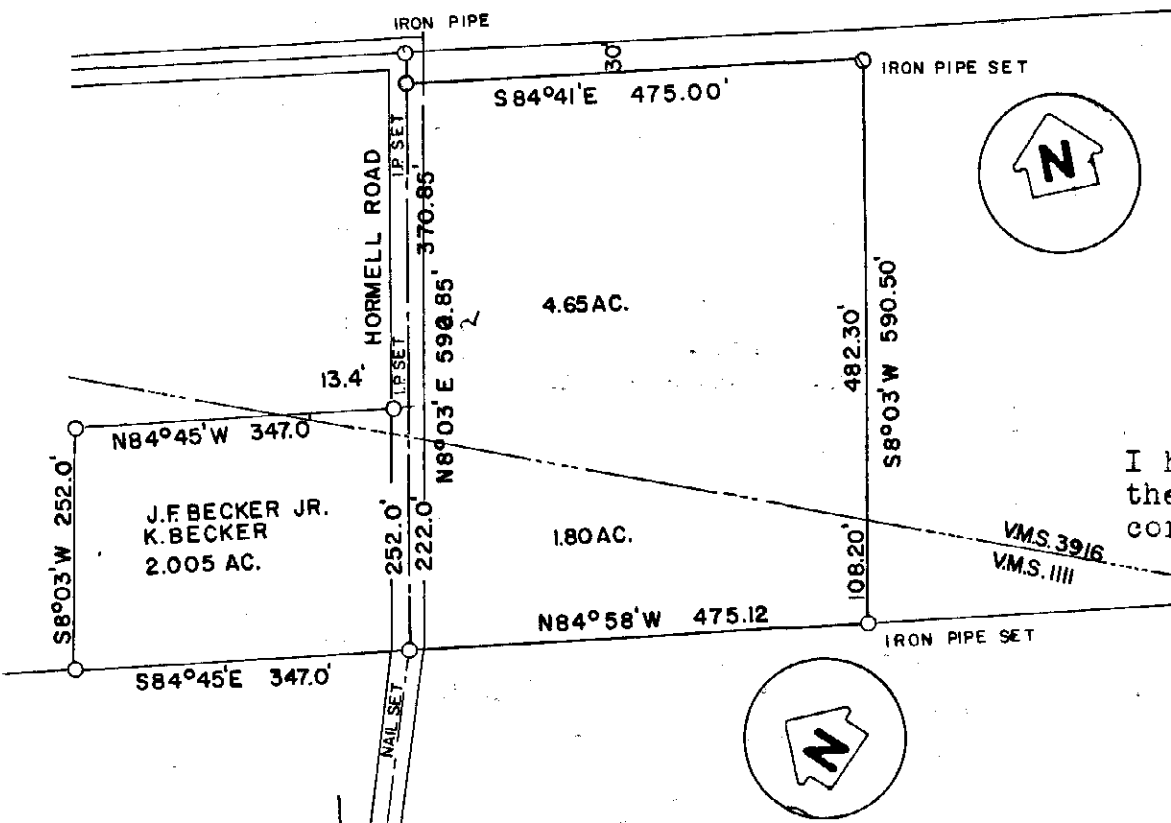 IRON PIPE
30'
IRON PIPE SET
S84°41'E 475.00'
N
I.P. SET
HORMELL ROAD
370.85'
N8°03'E 590.85'
2
4.65 AC.
482.30'
S8°03'W 590.50'
13.4'
I.P. SET
N84°45'W 347.0'
S8°03'W 252.0'
J.F. BECKER JR.
K. BECKER
2.005 AC.
252.0'
222.0'
1.80 AC.
108.20'
V.M.S. 3916
V.M.S. 1111
I
the
N84°58'W 475.12
IRON PIPE SET
S84°45'E 347.0'
NAIL SET
N